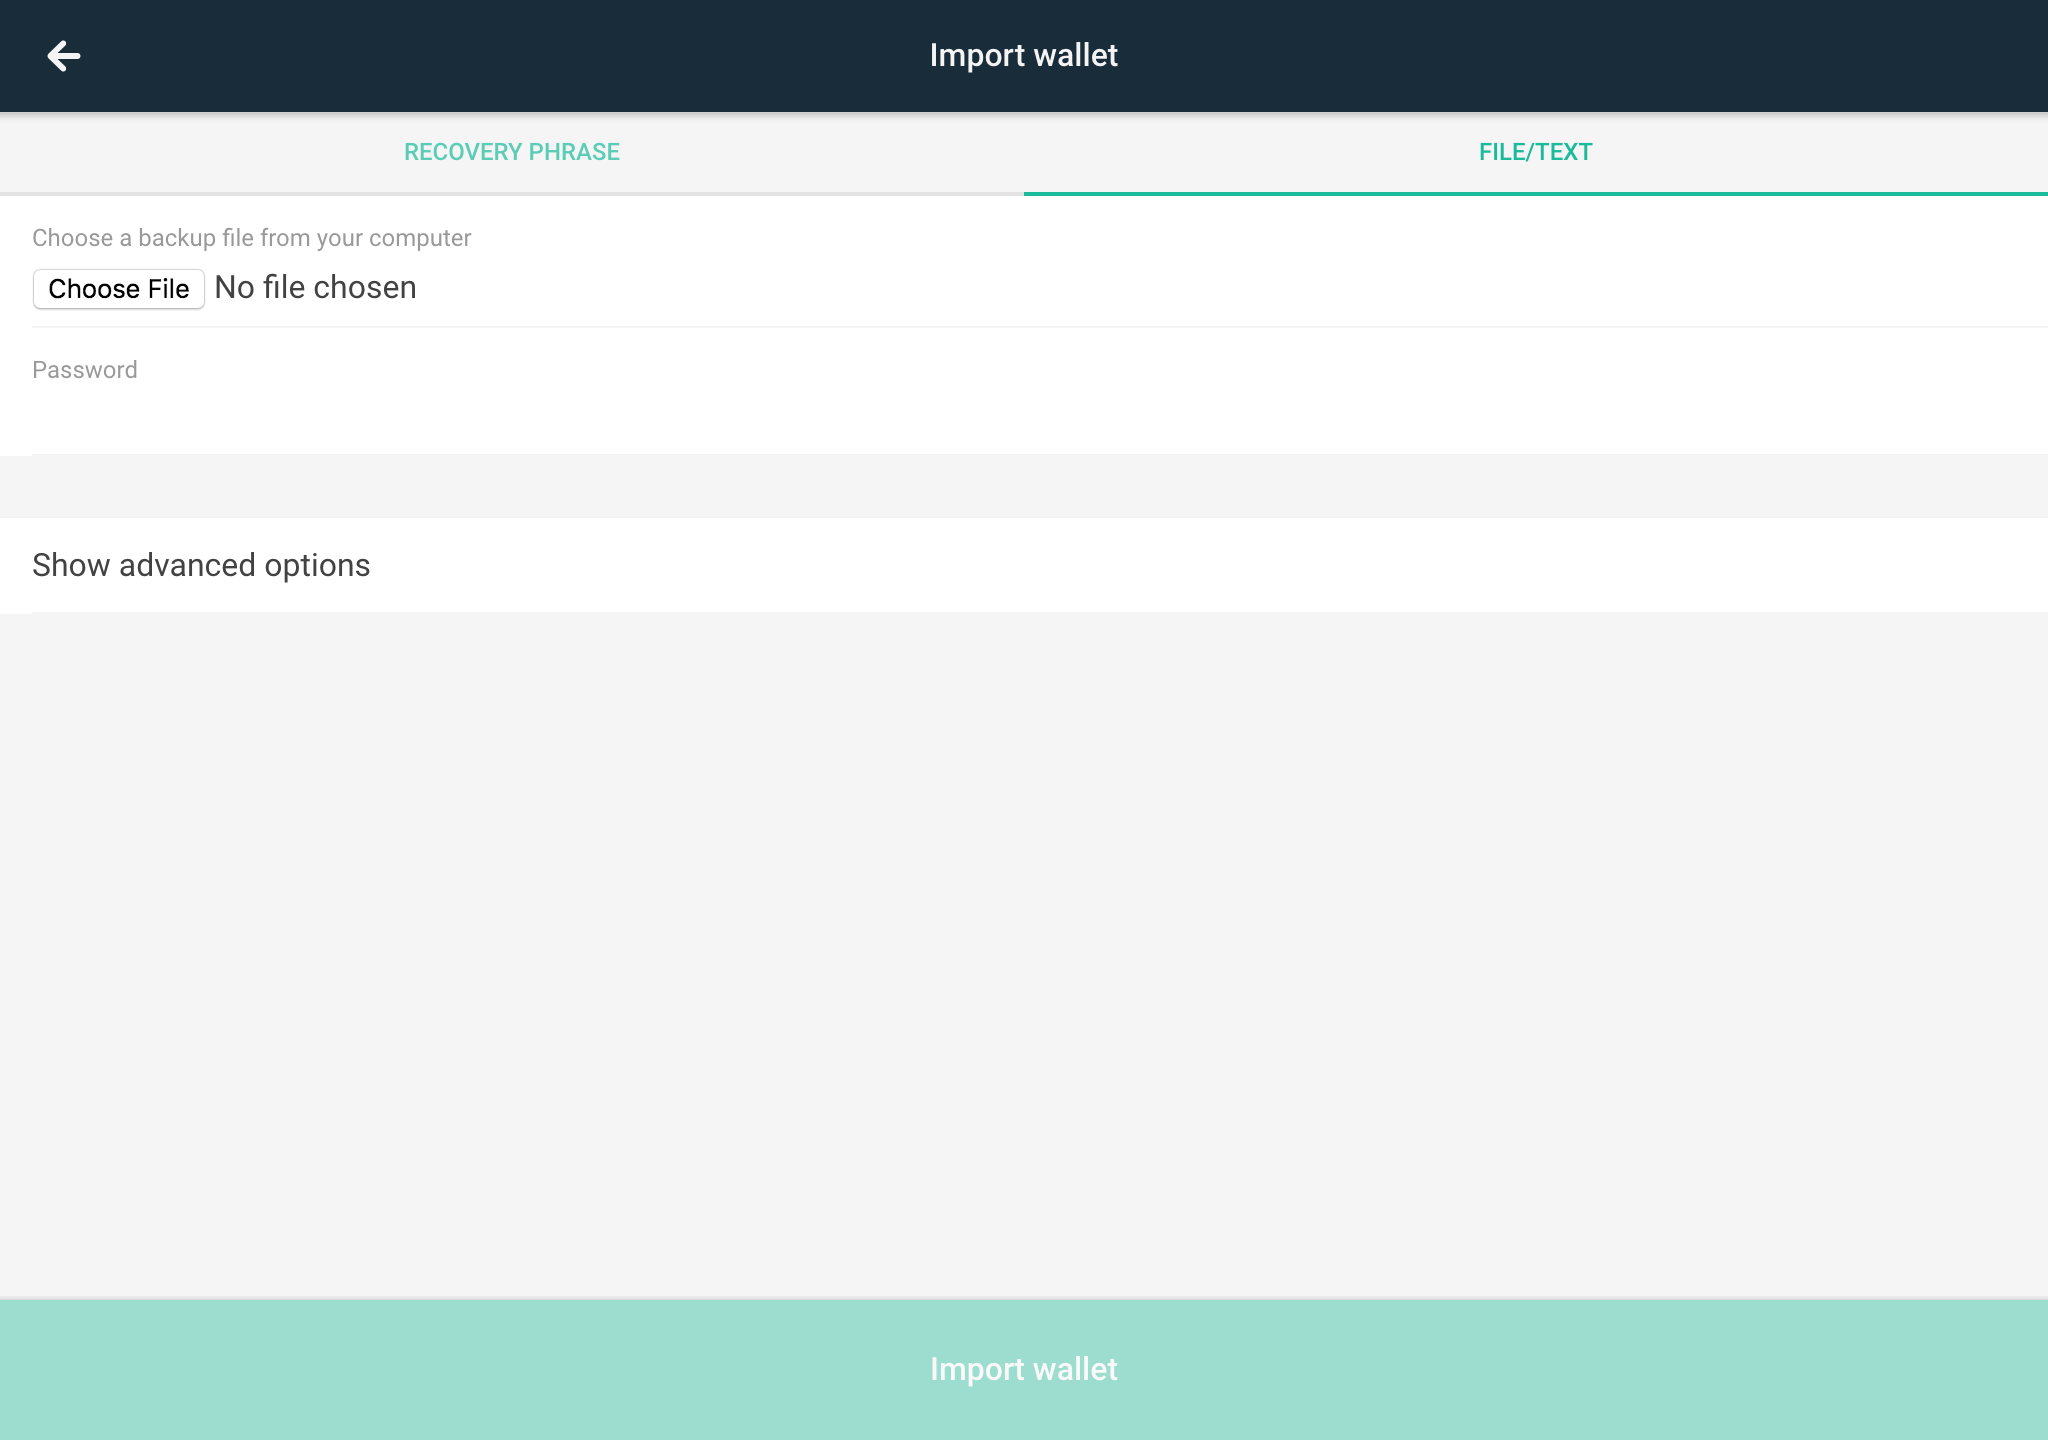 Import wallet
RECOVERY PHRASE
FILE/TEXT
Choose a backup file from your computer
Choose File No file chosen
Password
Show advanced options
Import wallet